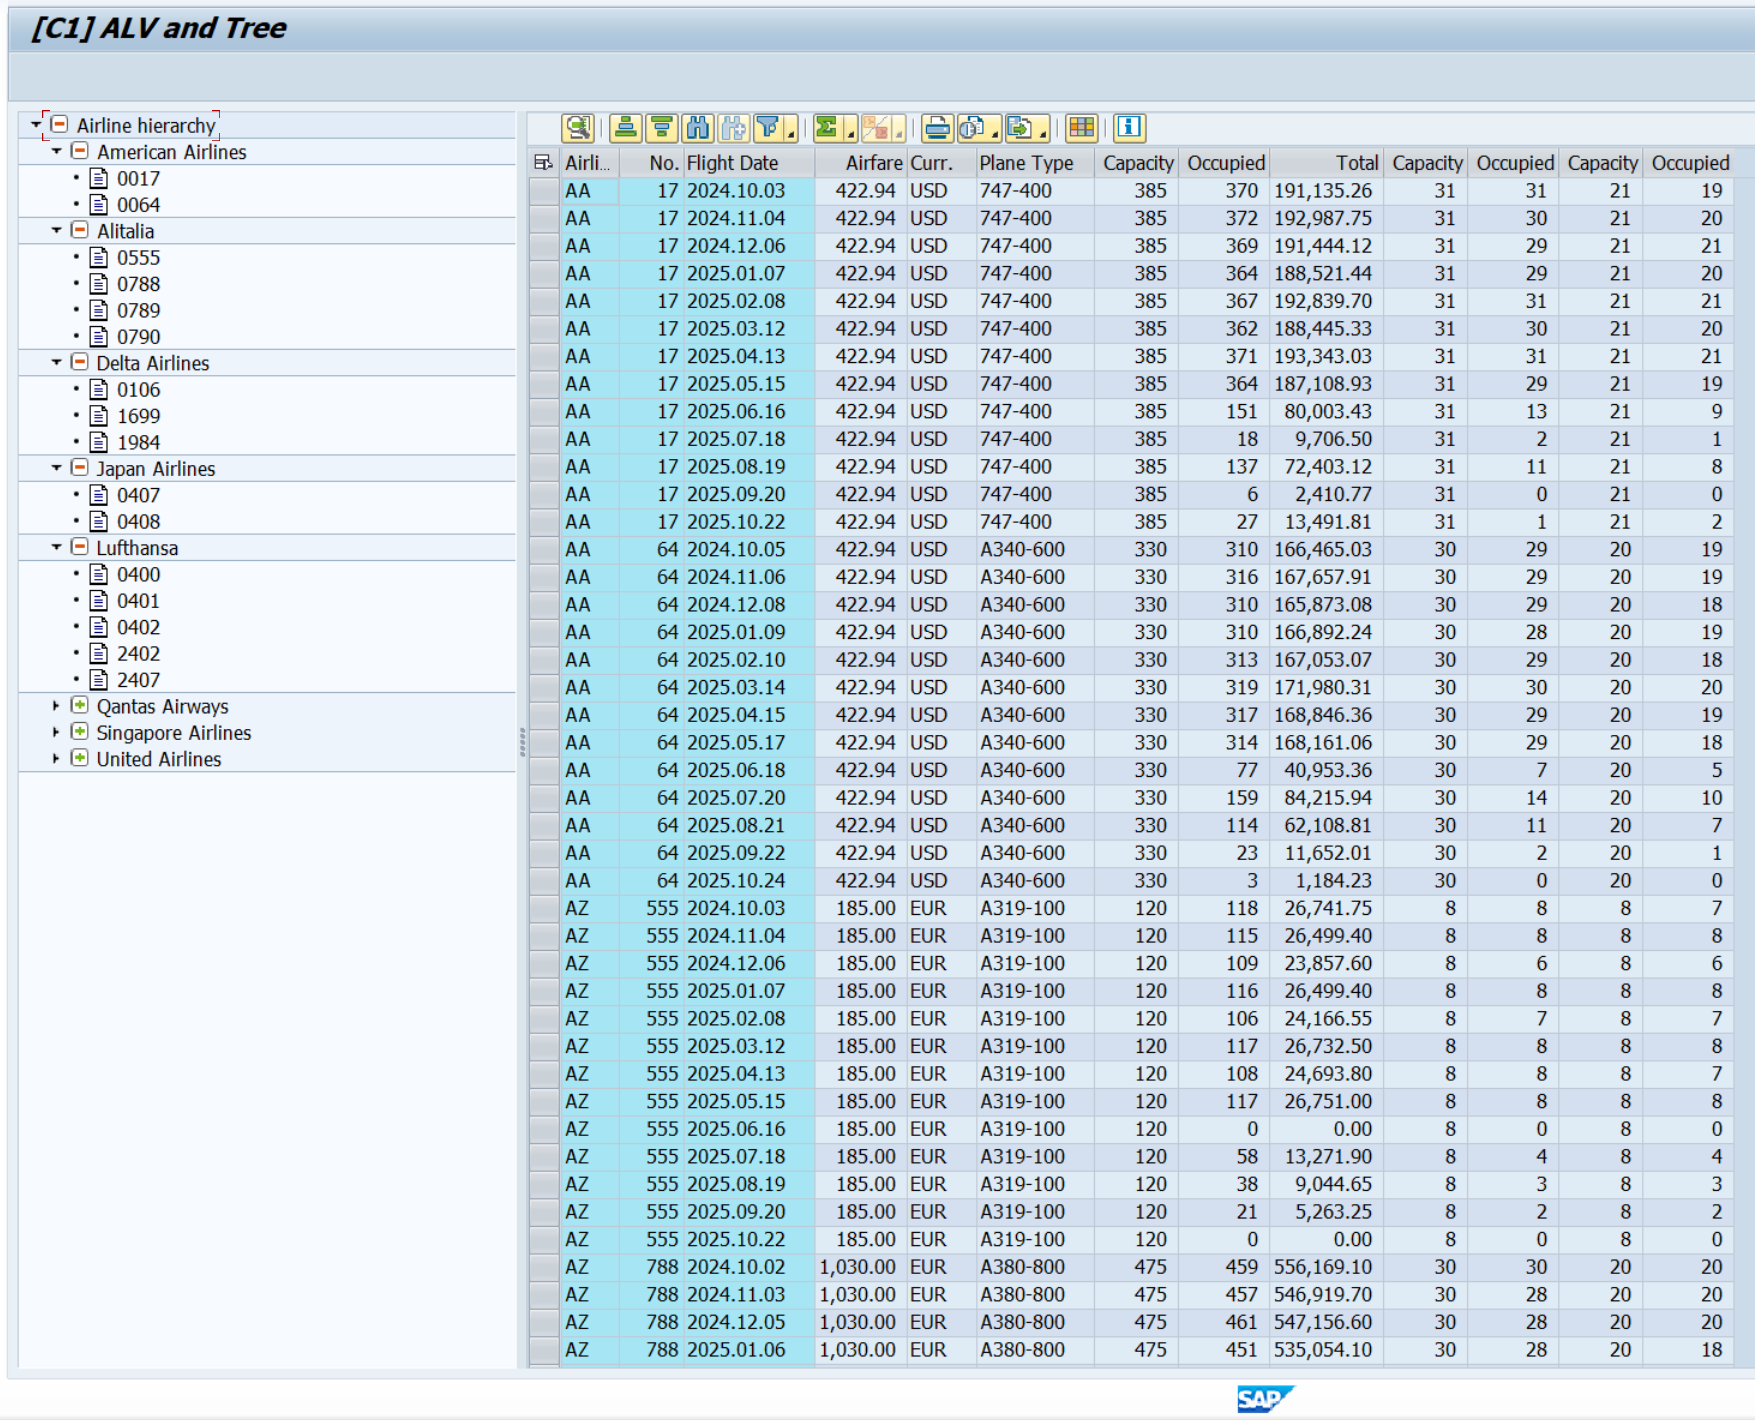 [C1] ALV and Tree
Airline hierarchy
American Airlines
0017
0064
Alitalia
0555
0788
0789
0790
Delta Airlines
0106
1699
1984
Japan Airlines
0407
0408
Lufthansa
0400
0401
0402
2402
2407
Qantas Airways
Singapore Airlines
United Airlines
Airli... No. Flight Date Airfare Curr. Plane Type Capacity Occupied Total Capacity Occupied Capacity Occupied
AA 17 2024.10.03 422.94 USD 747-400 385 370 191,135.26 31 31 21 19
AA 17 2024.11.04 422.94 USD 747-400 385 372 192,987.75 31 30 21 20
AA 17 2024.12.06 422.94 USD 747-400 385 369 191,444.12 31 29 21 21
AA 17 2025.01.07 422.94 USD 747-400 385 364 188,521.44 31 29 21 20
AA 17 2025.02.08 422.94 USD 747-400 385 367 192,839.70 31 31 21 21
AA 17 2025.03.12 422.94 USD 747-400 385 362 188,445.33 31 30 21 20
AA 17 2025.04.13 422.94 USD 747-400 385 371 193,343.03 31 31 21 21
AA 17 2025.05.15 422.94 USD 747-400 385 364 187,108.93 31 29 21 19
AA 17 2025.06.16 422.94 USD 747-400 385 151 80,003.43 31 13 21 9
AA 17 2025.07.18 422.94 USD 747-400 385 18 9,706.50 31 2 21 1
AA 17 2025.08.19 422.94 USD 747-400 385 137 72,403.12 31 11 21 8
AA 17 2025.09.20 422.94 USD 747-400 385 6 2,410.77 31 0 21 0
AA 17 2025.10.22 422.94 USD 747-400 385 27 13,491.81 31 1 21 2
AA 64 2024.10.05 422.94 USD A340-600 330 310 166,465.03 30 29 20 19
AA 64 2024.11.06 422.94 USD A340-600 330 316 167,657.91 30 29 20 19
AA 64 2024.12.08 422.94 USD A340-600 330 310 165,873.08 30 29 20 18
AA 64 2025.01.09 422.94 USD A340-600 330 310 166,892.24 30 28 20 19
AA 64 2025.02.10 422.94 USD A340-600 330 313 167,053.07 30 29 20 18
AA 64 2025.03.14 422.94 USD A340-600 330 319 171,980.31 30 30 20 20
AA 64 2025.04.15 422.94 USD A340-600 330 317 168,846.36 30 29 20 19
AA 64 2025.05.17 422.94 USD A340-600 330 314 168,161.06 30 29 20 18
AA 64 2025.06.18 422.94 USD A340-600 330 77 40,953.36 30 7 20 5
AA 64 2025.07.20 422.94 USD A340-600 330 159 84,215.94 30 14 20 10
AA 64 2025.08.21 422.94 USD A340-600 330 114 62,108.81 30 11 20 7
AA 64 2025.09.22 422.94 USD A340-600 330 23 11,652.01 30 2 20 1
AA 64 2025.10.24 422.94 USD A340-600 330 3 1,184.23 30 0 20 0
AZ 555 2024.10.03 185.00 EUR A319-100 120 118 26,741.75 8 8 8 7
AZ 555 2024.11.04 185.00 EUR A319-100 120 115 26,499.40 8 8 8 8
AZ 555 2024.12.06 185.00 EUR A319-100 120 109 23,857.60 8 6 8 6
AZ 555 2025.01.07 185.00 EUR A319-100 120 116 26,499.40 8 8 8 8
AZ 555 2025.02.08 185.00 EUR A319-100 120 106 24,166.55 8 7 8 7
AZ 555 2025.03.12 185.00 EUR A319-100 120 117 26,732.50 8 8 8 8
AZ 555 2025.04.13 185.00 EUR A319-100 120 108 24,693.80 8 8 8 7
AZ 555 2025.05.15 185.00 EUR A319-100 120 117 26,751.00 8 8 8 8
AZ 555 2025.06.16 185.00 EUR A319-100 120 0 0.00 8 0 8 0
AZ 555 2025.07.18 185.00 EUR A319-100 120 58 13,271.90 8 4 8 4
AZ 555 2025.08.19 185.00 EUR A319-100 120 38 9,044.65 8 3 8 3
AZ 555 2025.09.20 185.00 EUR A319-100 120 21 5,263.25 8 2 8 2
AZ 555 2025.10.22 185.00 EUR A319-100 120 0 0.00 8 0 8 0
AZ 788 2024.10.02 1,030.00 EUR A380-800 475 459 556,169.10 30 30 20 20
AZ 788 2024.11.03 1,030.00 EUR A380-800 475 457 546,919.70 30 28 20 20
AZ 788 2024.12.05 1,030.00 EUR A380-800 475 461 547,156.60 30 28 20 20
AZ 788 2025.01.06 1,030.00 EUR A380-800 475 451 535,054.10 30 28 20 18
SAP